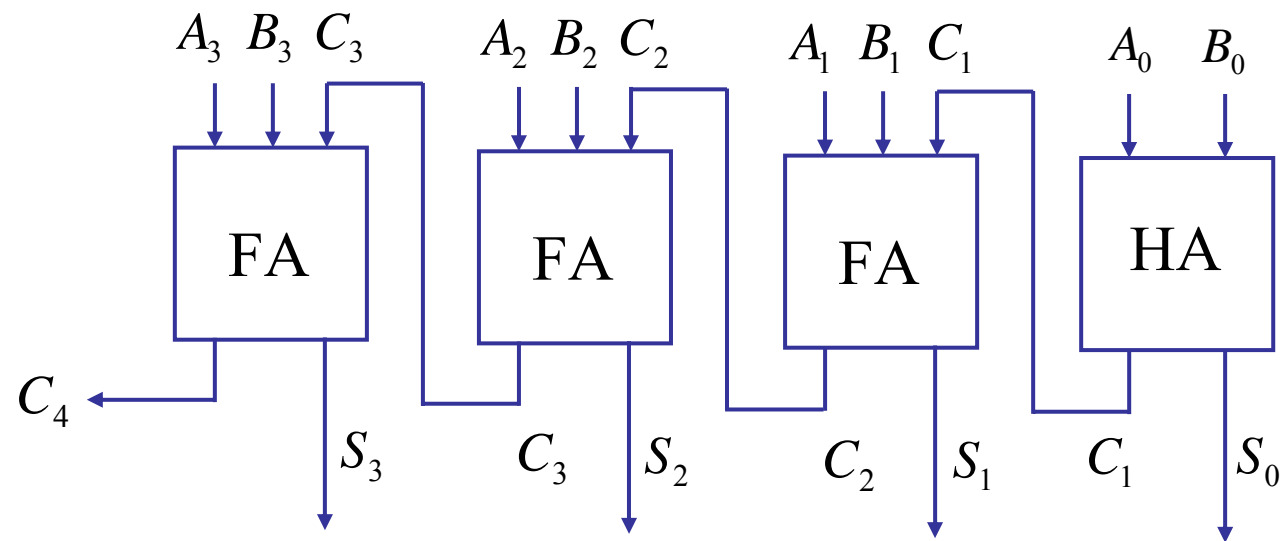 A₃ B₃ C₃ A₂ B₂ C₂ A₁ B₁ C₁ A₀ B₀
FA FA FA HA
C₄ S₃ C₃ S₂ C₂ S₁ C₁ S₀